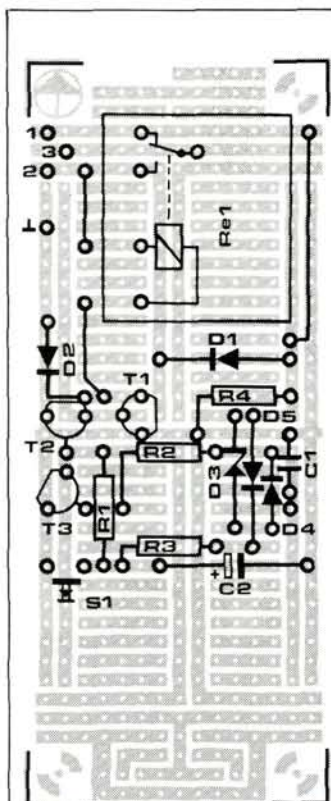 1
3
2
⊥
Re1
D1
D2
T1
R4
D5
T2
R2
D3
C1
T3
R1
D4
R3
+
C2
S1